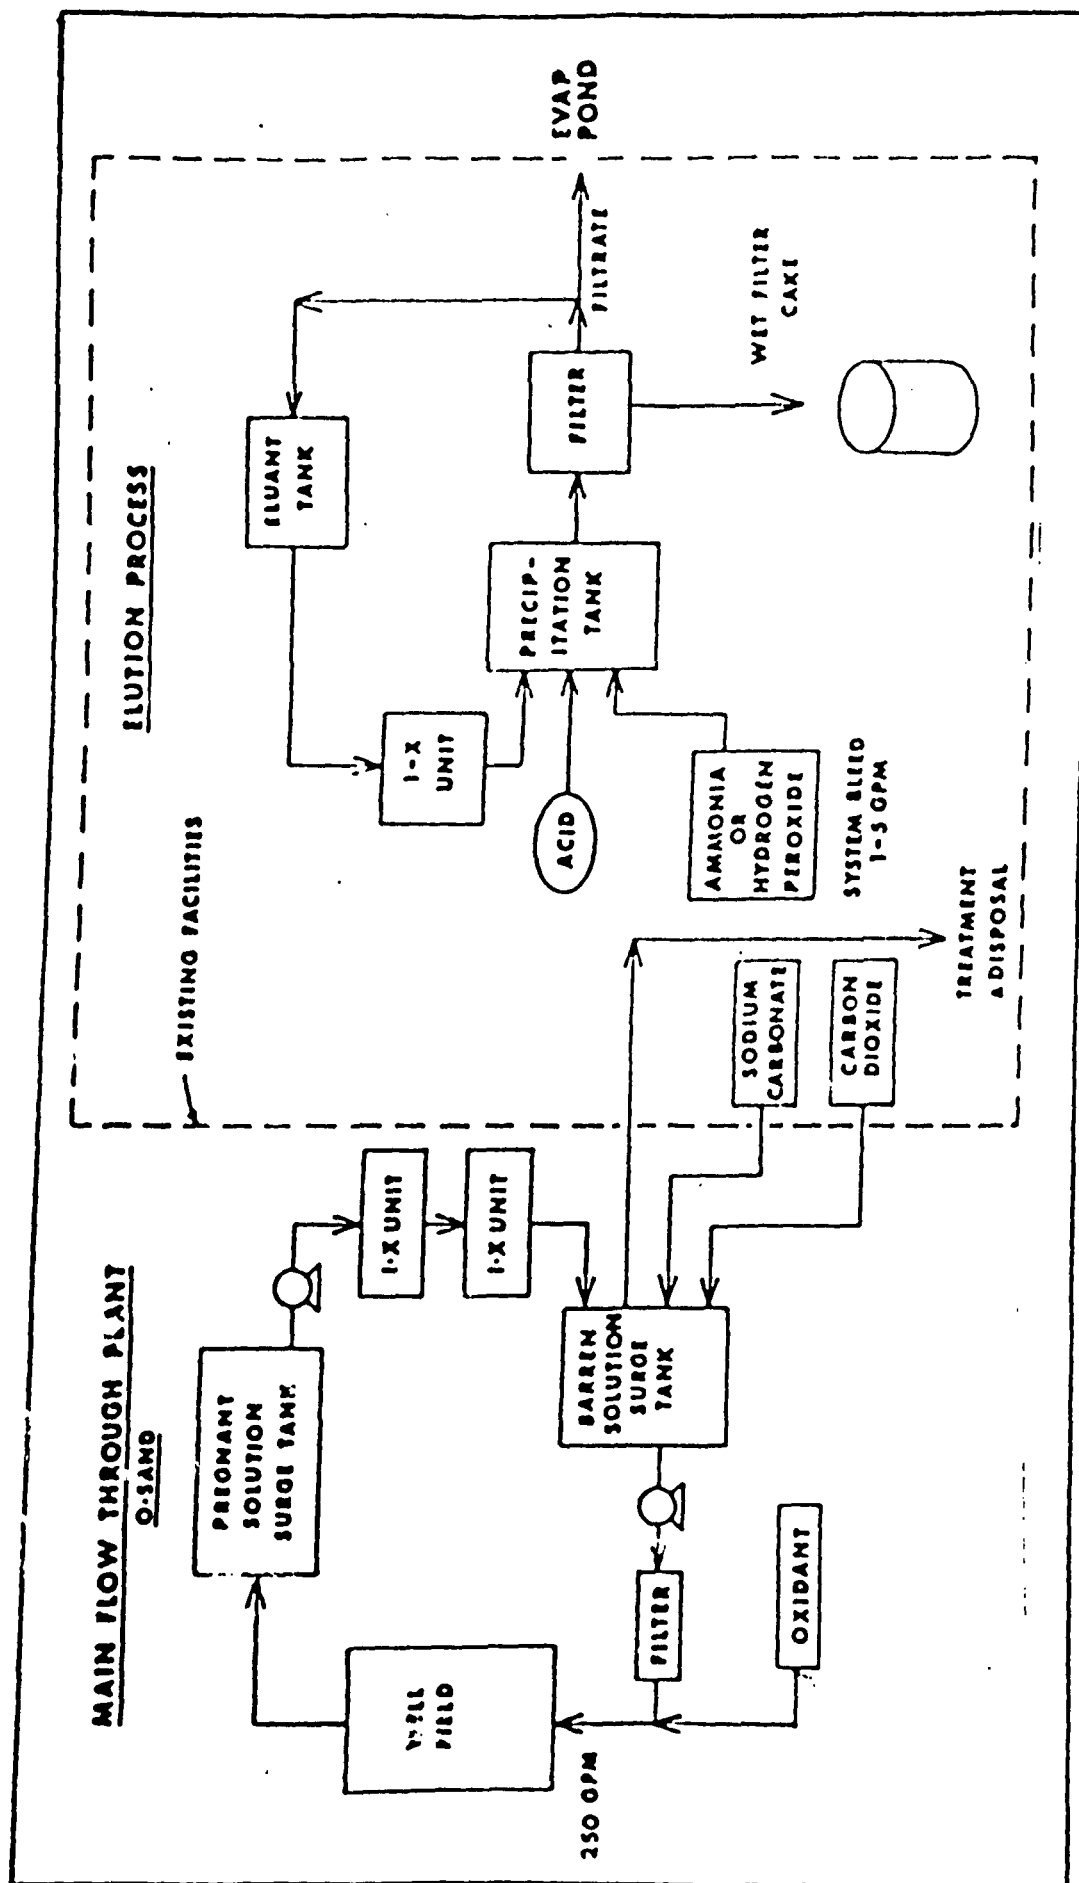 MAIN FLOW THROUGH PLANT
O-SAND
ELUTION PROCESS
EXISTING FACILITIES
PREGNANT
SOLUTION
SURGE TANK
I-X UNIT
I-X UNIT
WELL
FIELD
250 GPM
BARREN
SOLUTION
SURGE
TANK
FILTER
OXIDANT
SODIUM
CARBONATE
CARBON
DIOXIDE
TREATMENT
& DISPOSAL
SYSTEM BLEED
1-5 GPM
ELUANT
TANK
I-X
UNIT
ACID
AMMONIA
OR
HYDROGEN
PEROXIDE
PRECIP-
ITATION
TANK
FILTER
FILTRATE
EVAP
POND
WET FILTER
CAKE